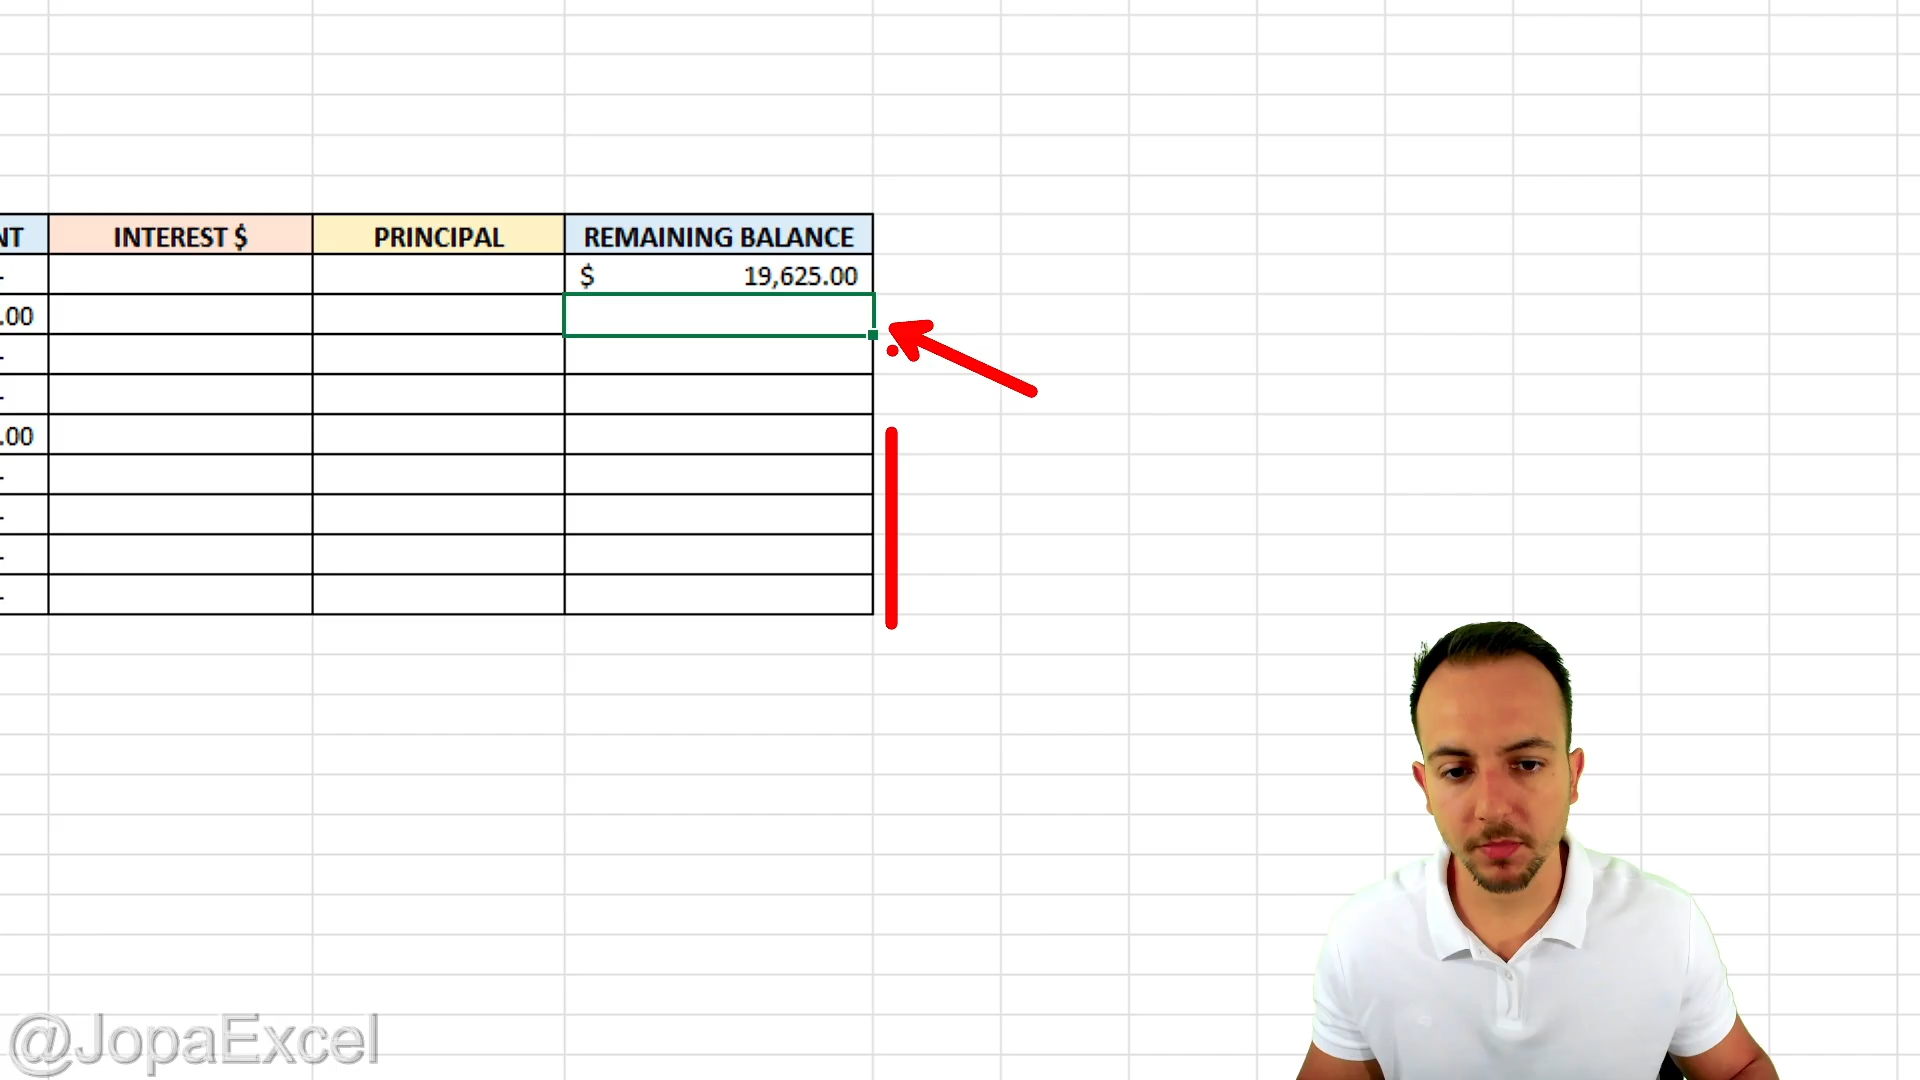 NT INTEREST $ PRINCIPAL REMAINING BALANCE
- $ 19,625.00
.00
-
-
.00
-
-
-
-
@JopaExcel